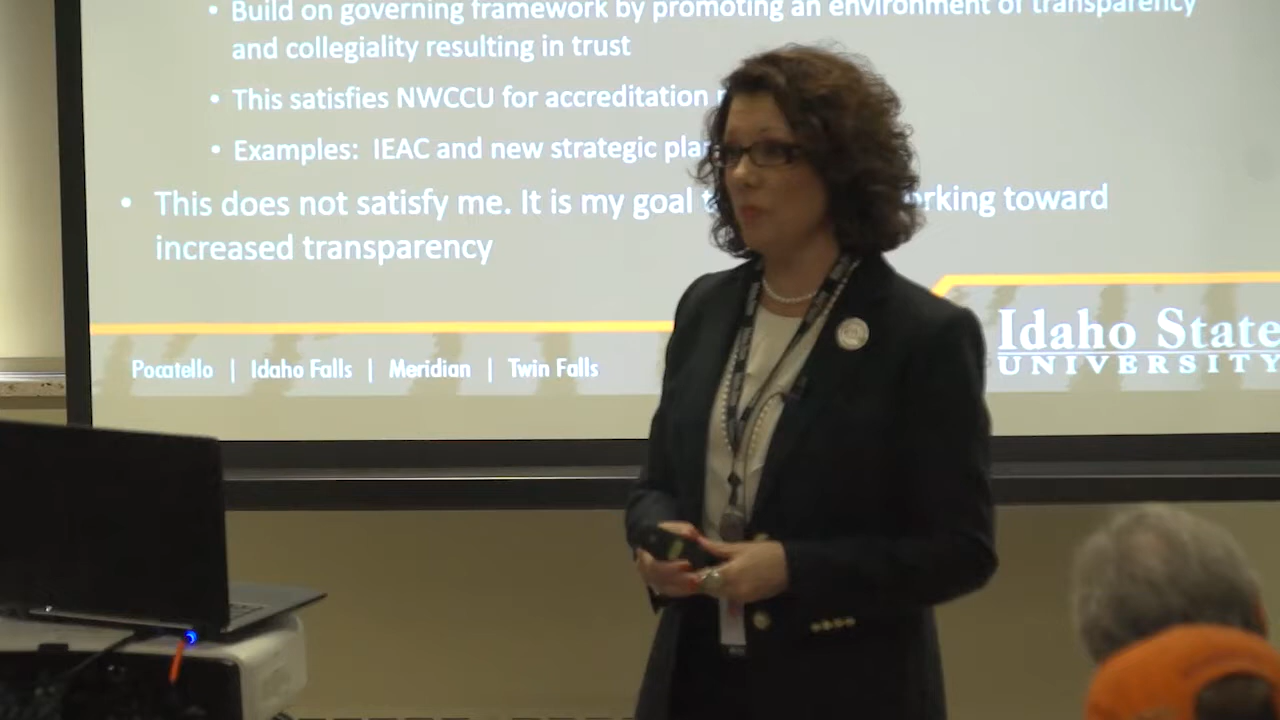 • Build on governing framework by promoting an environment of transparency
and collegiality resulting in trust
• This satisfies NWCCU for accreditation
• Examples: IEAC and new strategic
• This does not satisfy me. It is my goal toward
increased transparency
Pocatello | Idaho Falls | Meridian | Twin Falls
Idaho State
UNIVERSITY